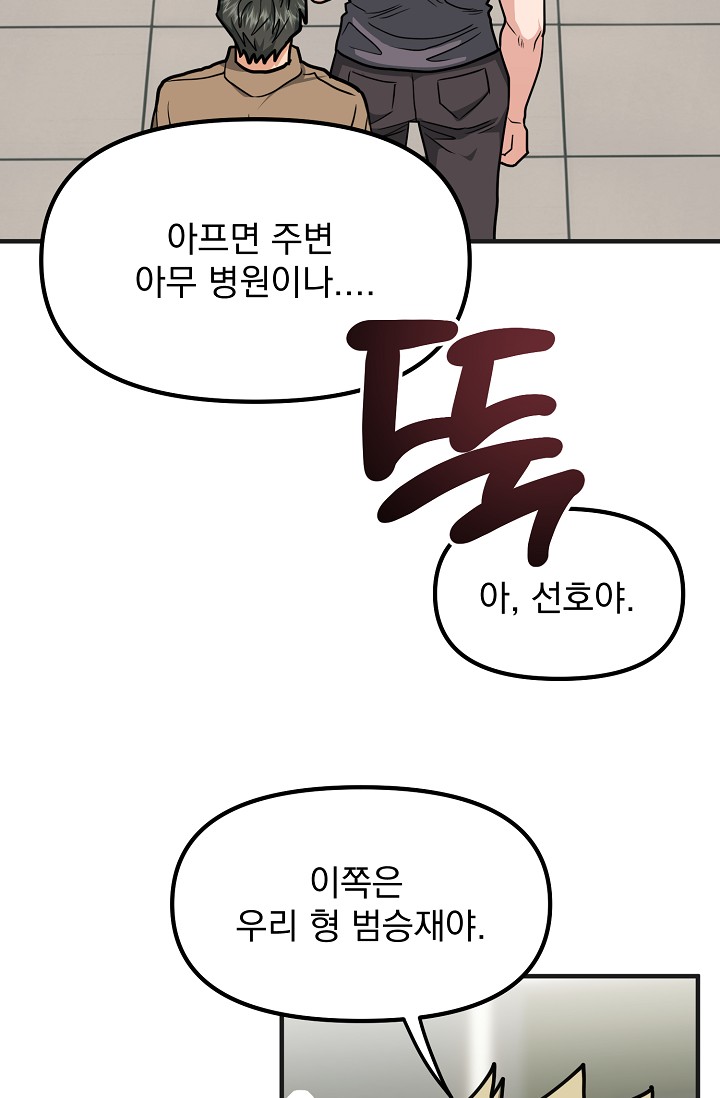 아프면 주변
아무 병원이나....
뚝
아, 선호야.
이쪽은
우리 형 범승재야.